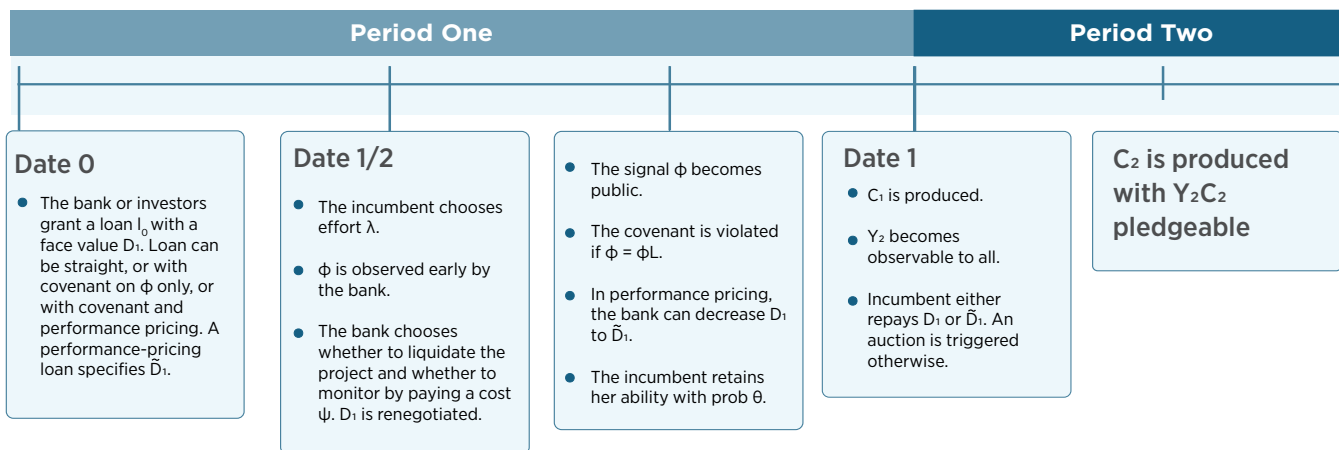 Period One
Period Two
Date 0
• The bank or investors
grant a loan I₀ with a
face value D₁. Loan can
be straight, or with
covenant on ϕ only, or
with covenant and
performance pricing. A
performance-pricing
loan specifies D̃₁.
Date 1/2
• The incumbent chooses
effort λ.
• ϕ is observed early by
the bank.
• The bank chooses
whether to liquidate the
project and whether to
monitor by paying a cost
ψ. D₁ is renegotiated.
• The signal ϕ becomes
public.
• The covenant is violated
if ϕ = ϕL.
• In performance pricing,
the bank can decrease D₁
to D̃₁.
• The incumbent retains
her ability with prob θ.
Date 1
• C₁ is produced.
• Y₂ becomes
observable to all.
• Incumbent either
repays D₁ or D̃₁. An
auction is triggered
otherwise.
C₂ is produced
with Y₂C₂
pledgeable